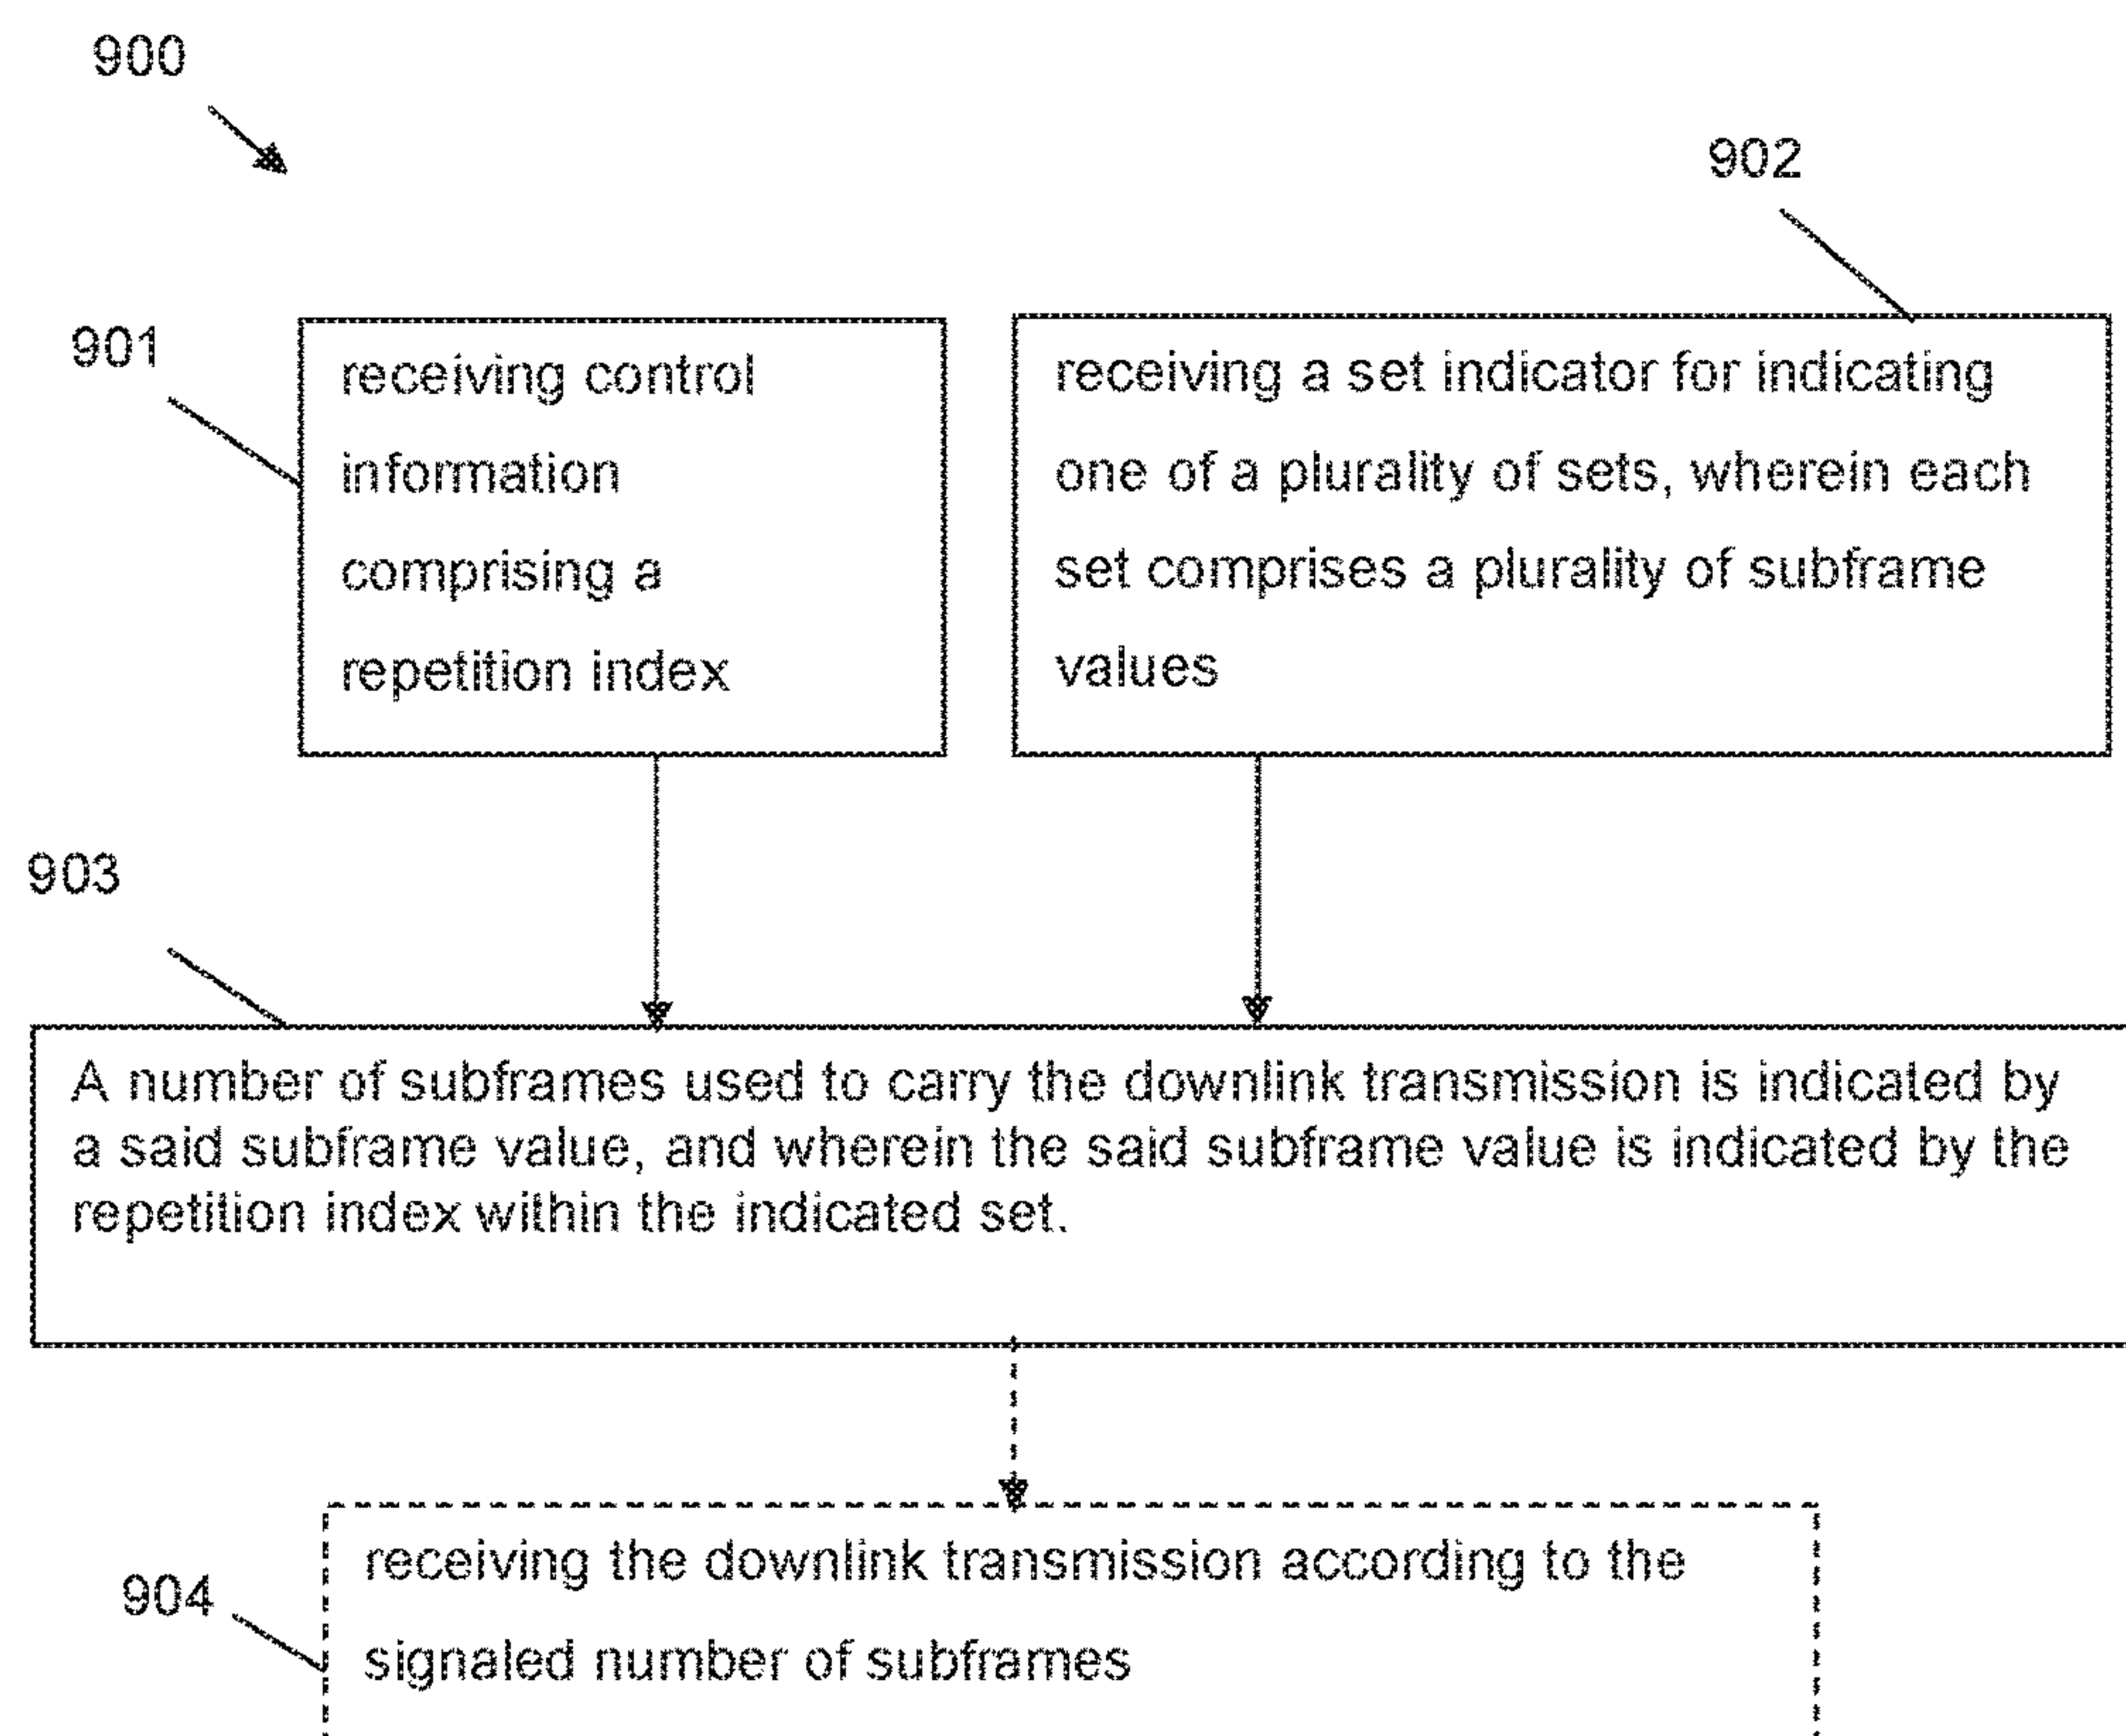 900
902
901
receiving control
information
comprising a
repetition index
receiving a set indicator for indicating
one of a plurality of sets, wherein each
set comprises a plurality of subframe
values
903
A number of subframes used to carry the downlink transmission is indicated by
a said subframe value, and wherein the said subframe value is indicated by the
repetition index within the indicated set.
904
receiving the downlink transmission according to the
signaled number of subframes